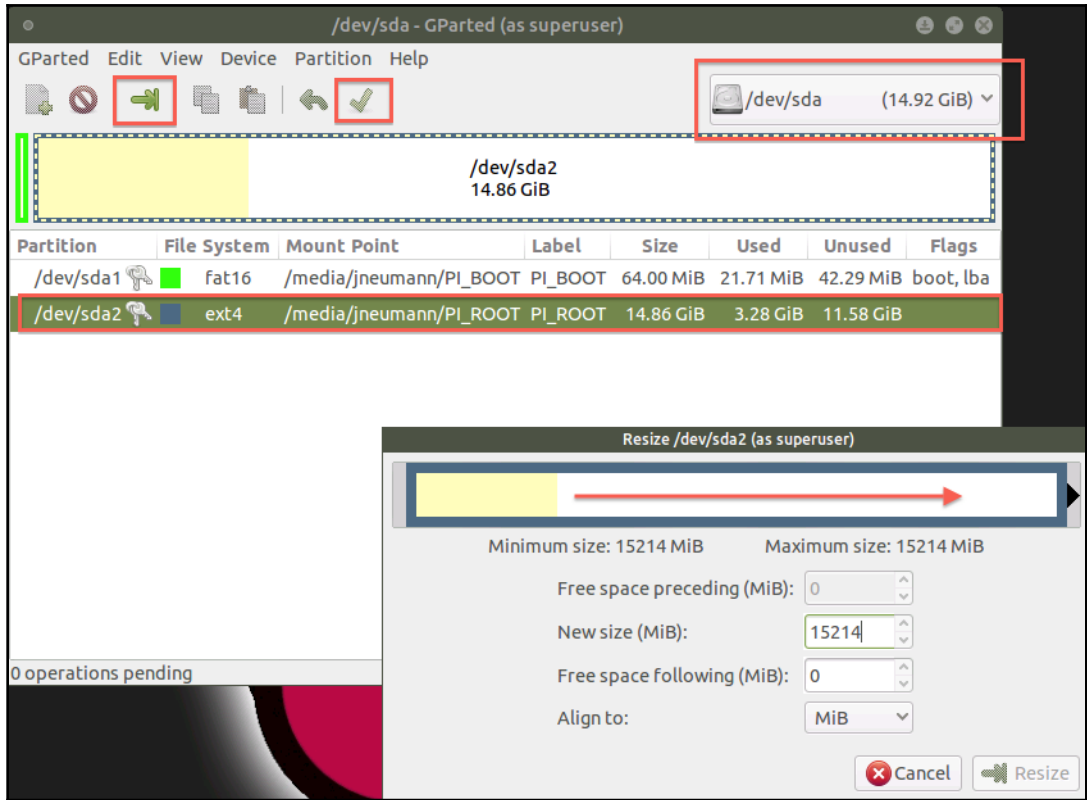 /dev/sda - GParted (as superuser)
GParted Edit View Device Partition Help
/dev/sda (14.92 GiB)
/dev/sda2
14.86 GiB
Partition File System Mount Point Label Size Used Unused Flags
/dev/sda1 fat16 /media/jneumann/PI_BOOT PI_BOOT 64.00 MiB 21.71 MiB 42.29 MiB boot, lba
/dev/sda2 ext4 /media/jneumann/PI_ROOT PI_ROOT 14.86 GiB 3.28 GiB 11.58 GiB
Resize /dev/sda2 (as superuser)
Minimum size: 15214 MiB Maximum size: 15214 MiB
Free space preceding (MiB): 0
New size (MiB): 15214
0 operations pending
Free space following (MiB): 0
Align to: MiB
Cancel Resize